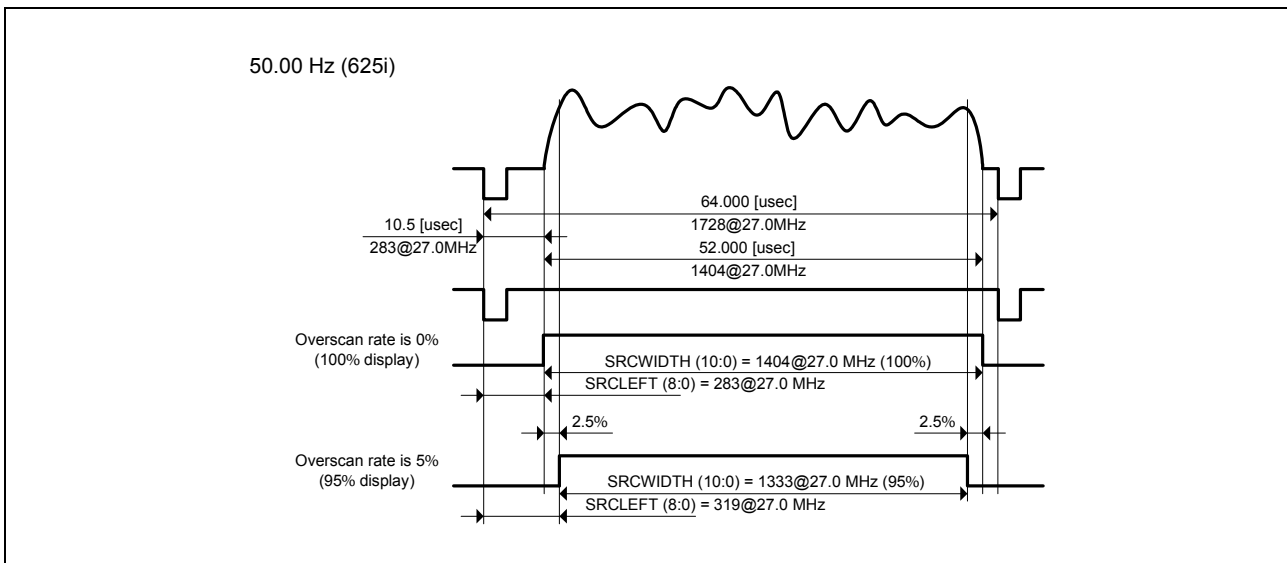 50.00 Hz (625i)
64.000 [usec]
1728@27.0MHz
10.5 [usec]
283@27.0MHz
52.000 [usec]
1404@27.0MHz
Overscan rate is 0%
(100% display)
SRCWIDTH (10:0) = 1404@27.0 MHz (100%)
SRCLEFT (8:0) = 283@27.0 MHz
2.5%
2.5%
Overscan rate is 5%
(95% display)
SRCWIDTH (10:0) = 1333@27.0 MHz (95%)
SRCLEFT (8:0) = 319@27.0 MHz